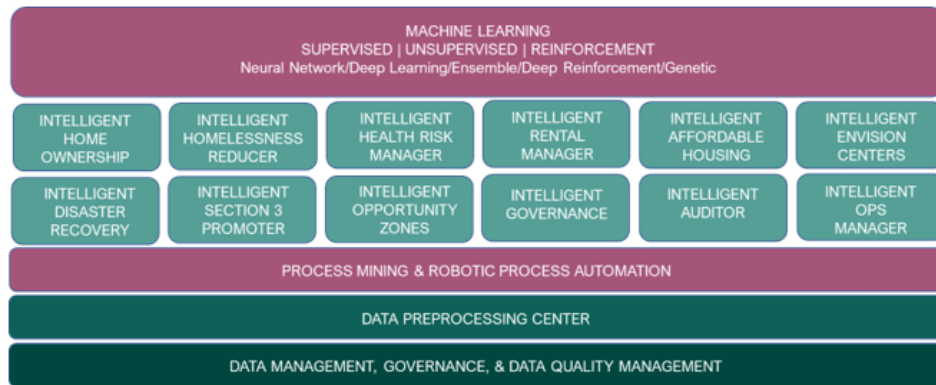 MACHINE LEARNING
SUPERVISED | UNSUPERVISED | REINFORCEMENT
Neural Network/Deep Learning/Ensemble/Deep Reinforcement/Genetic
INTELLIGENT
HOME
OWNERSHIP
INTELLIGENT
HOMELESSNESS
REDUCER
INTELLIGENT
HEALTH RISK
MANAGER
INTELLIGENT
RENTAL
MANAGER
INTELLIGENT
AFFORDABLE
HOUSING
INTELLIGENT
ENVISION
CENTERS
INTELLIGENT
DISASTER
RECOVERY
INTELLIGENT
SECTION 3
PROMOTER
INTELLIGENT
OPPORTUNITY
ZONES
INTELLIGENT
GOVERNANCE
INTELLIGENT
AUDITOR
INTELLIGENT
OPS
MANAGER
PROCESS MINING & ROBOTIC PROCESS AUTOMATION
DATA PREPROCESSING CENTER
DATA MANAGEMENT, GOVERNANCE, & DATA QUALITY MANAGEMENT